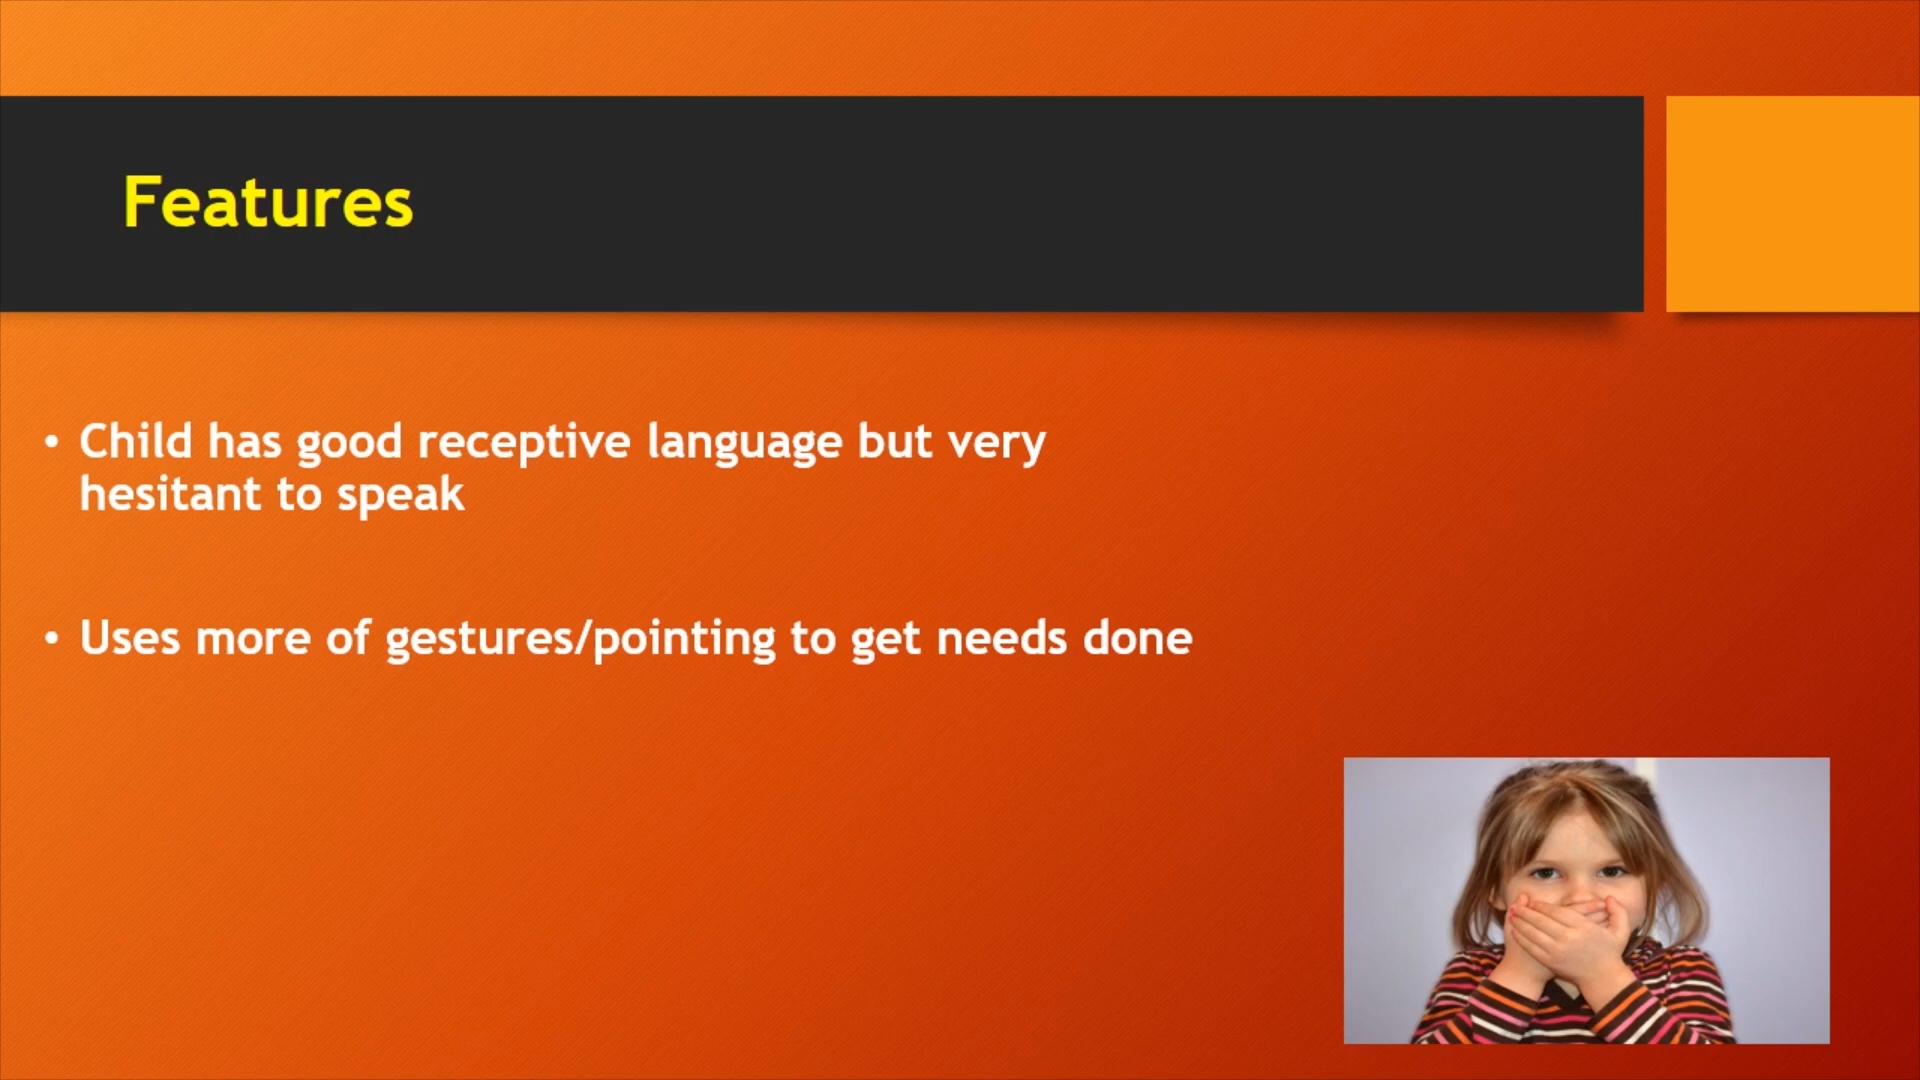 Features
• Child has good receptive language but very
hesitant to speak
• Uses more of gestures/pointing to get needs done